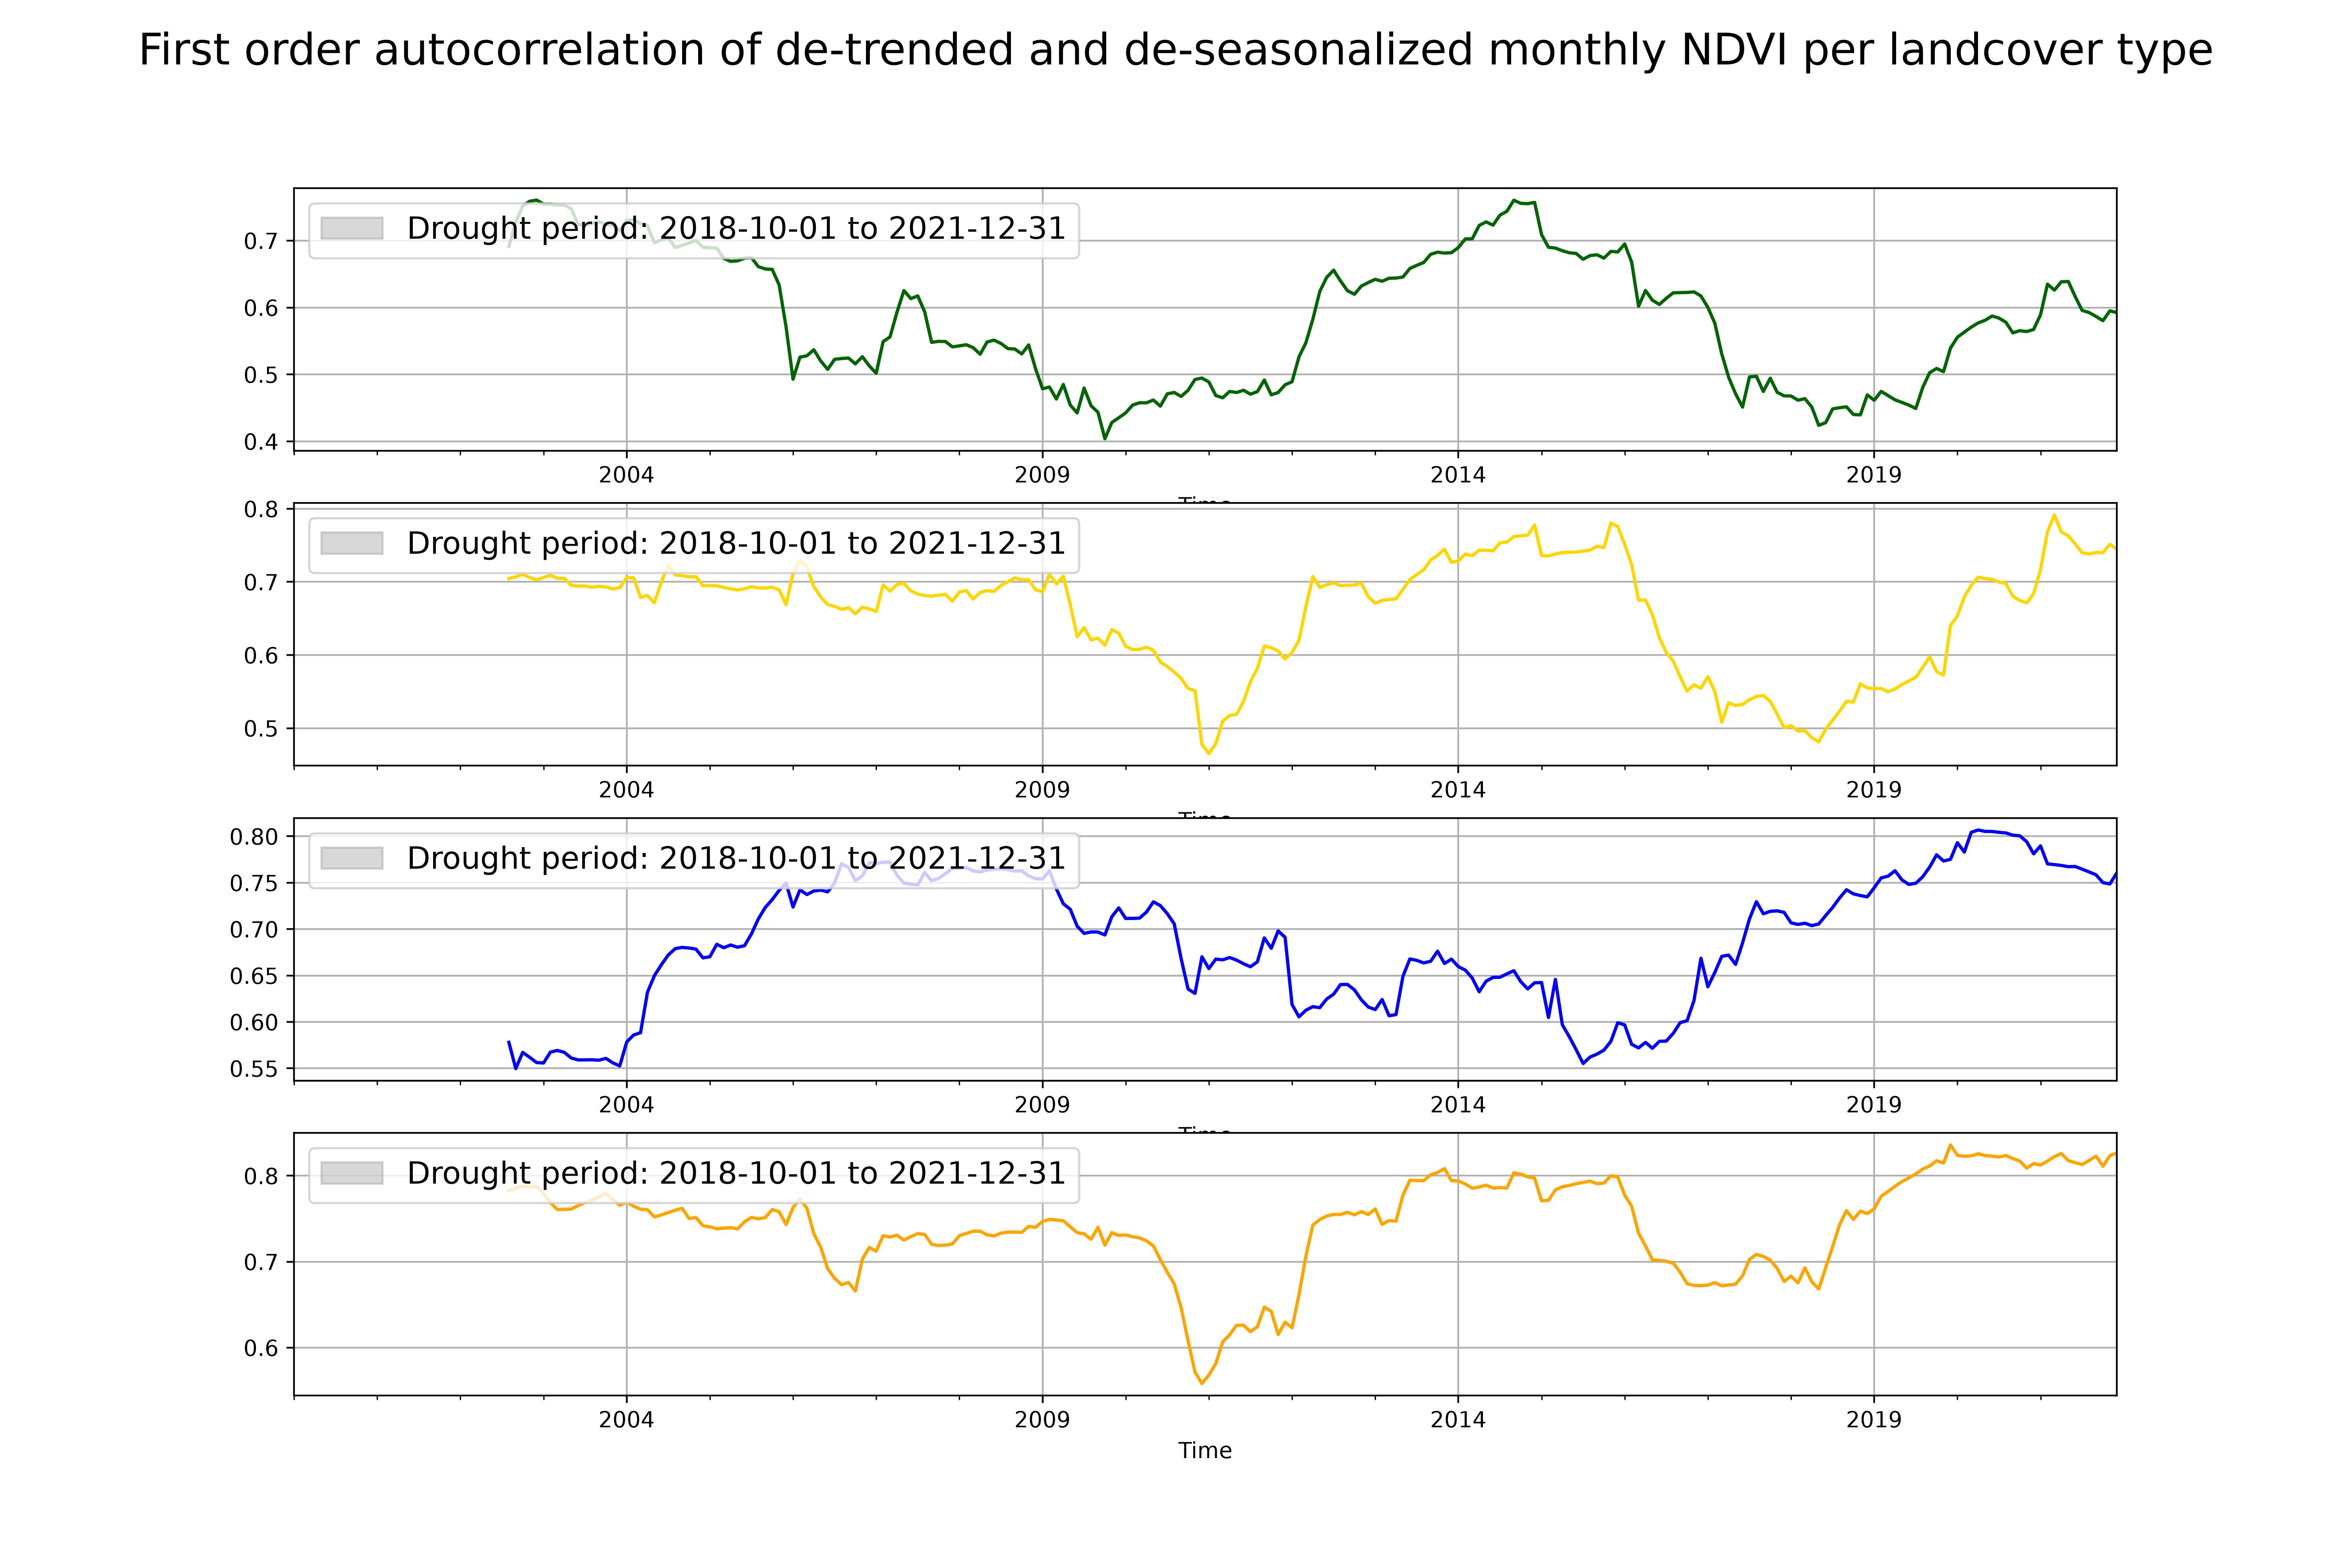 First order autocorrelation of de-trended and de-seasonalized monthly NDVI per landcover type
Drought period: 2018-10-01 to 2021-12-31
0.7
0.6
0.5
0.4
2004 2009 2014 2019
Drought period: 2018-10-01 to 2021-12-31
0.8
0.7
0.6
0.5
2004 2009 2014 2019
Drought period: 2018-10-01 to 2021-12-31
0.80
0.75
0.70
0.65
0.60
0.55
2004 2009 2014 2019
Drought period: 2018-10-01 to 2021-12-31
0.8
0.7
0.6
2004 2009 2014 2019
Time